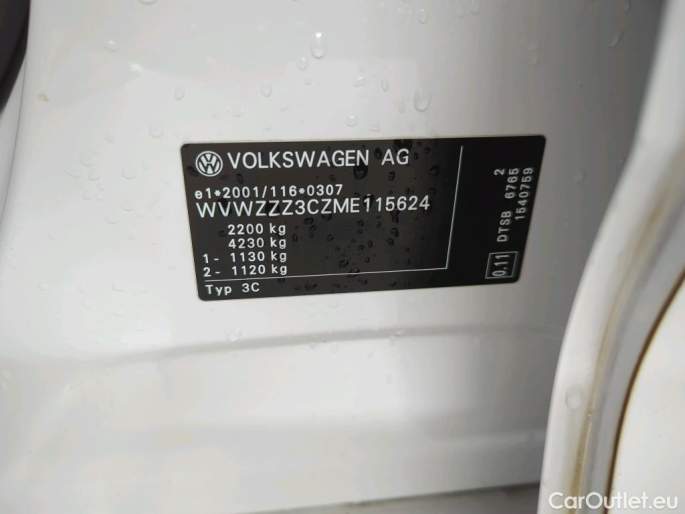 VOLKSWAGEN AG
e1*2001/116*0307
WVWZZZ3CZME115624
2200 kg
4230 kg
1- 1130 kg
2- 1120 kg
Typ 3C
2
DTSB 6765
1540759
0.11
CarOutlet.eu